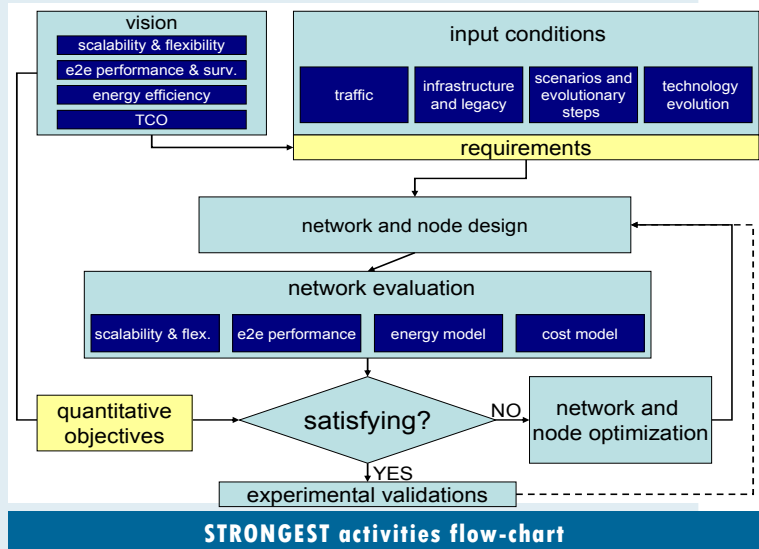 vision
scalability & flexibility
e2e performance & surv.
energy efficiency
TCO
input conditions
traffic
infrastructure
and legacy
scenarios and
evolutionary
steps
technology
evolution
requirements
network and node design
network evaluation
scalability & flex.
e2e performance
energy model
cost model
quantitative
objectives
satisfying?
NO
network and
node optimization
YES
experimental validations
STRONGEST activities flow-chart